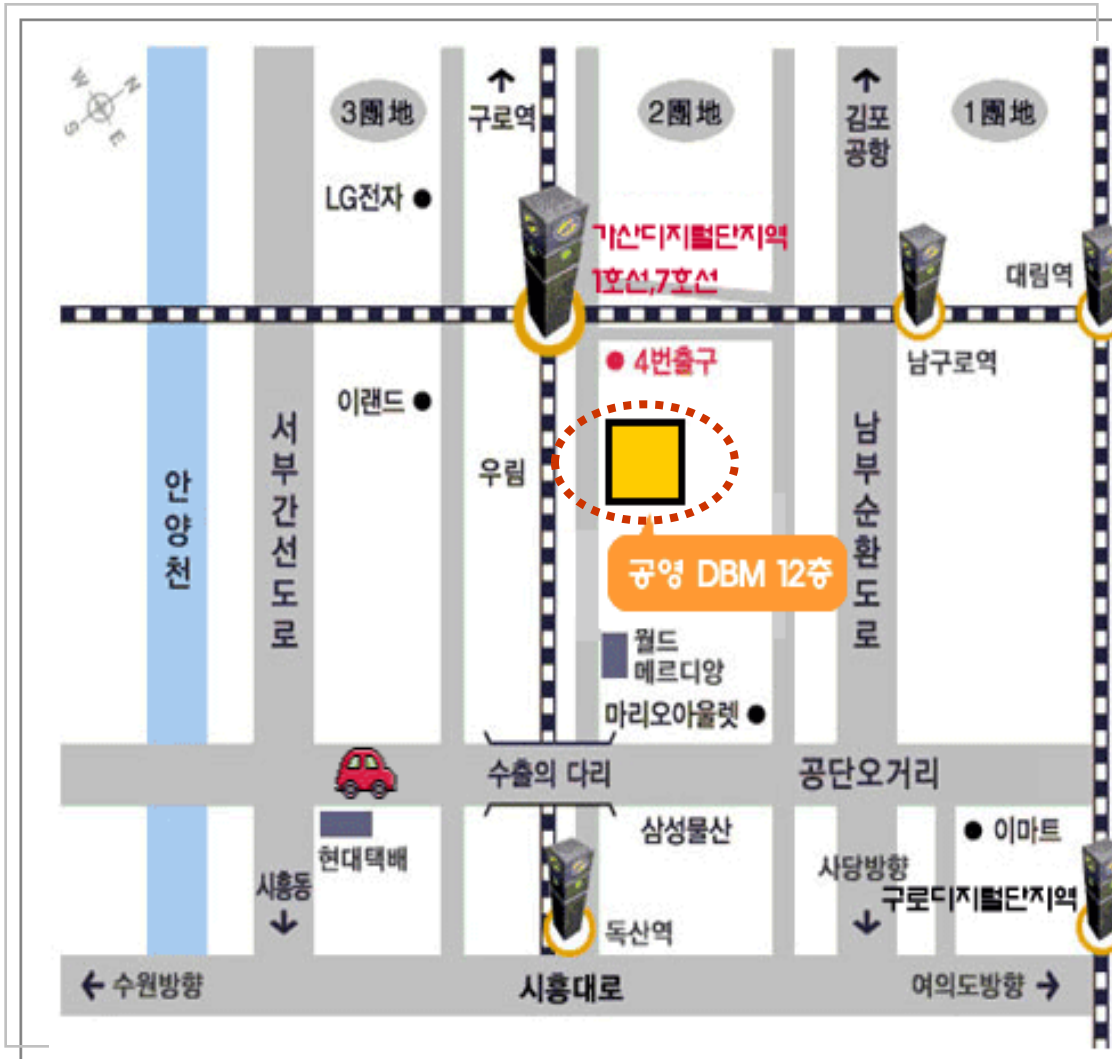 W
N
S
E
3團地
구로역
2團地
김포
공항
1團地
LG전자
가산디지털단지역
1호선,7호선
대림역
4번출구
남구로역
이랜드
서부간선도로
우림
남부순환도로
안양천
공영 DBM 12층
월드
메르디앙
마리오아울렛
수출의 다리
공단오거리
삼성물산
이마트
현대택배
시흥동
사당방향
구로디지털단지역
독산역
수원방향
시흥대로
여의도방향